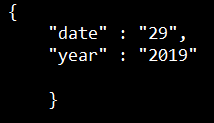 {
"date" : "29",
"year" : "2019"
}